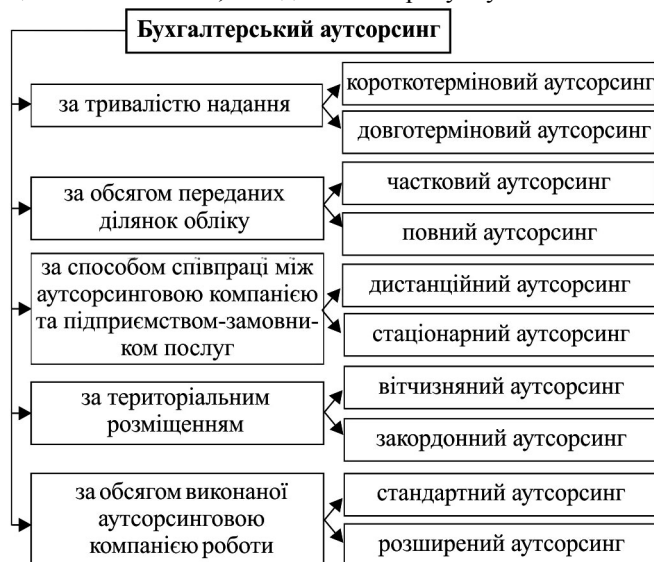 Бухгалтерський аутсорсинг
за тривалістю надання
короткотерміновий аутсорсинг
довготерміновий аутсорсинг
за обсягом переданих
ділянок обліку
частковий аутсорсинг
повний аутсорсинг
за способом співпраці між
аутсорсинговою компанією
та підприємством-замовни-
ком послуг
дистанційний аутсорсинг
стаціонарний аутсорсинг
за територіальним
розміщенням
вітчизняний аутсорсинг
закордонний аутсорсинг
за обсягом виконаної
аутсорсинговою
компанією роботи
стандартний аутсорсинг
розширений аутсорсинг